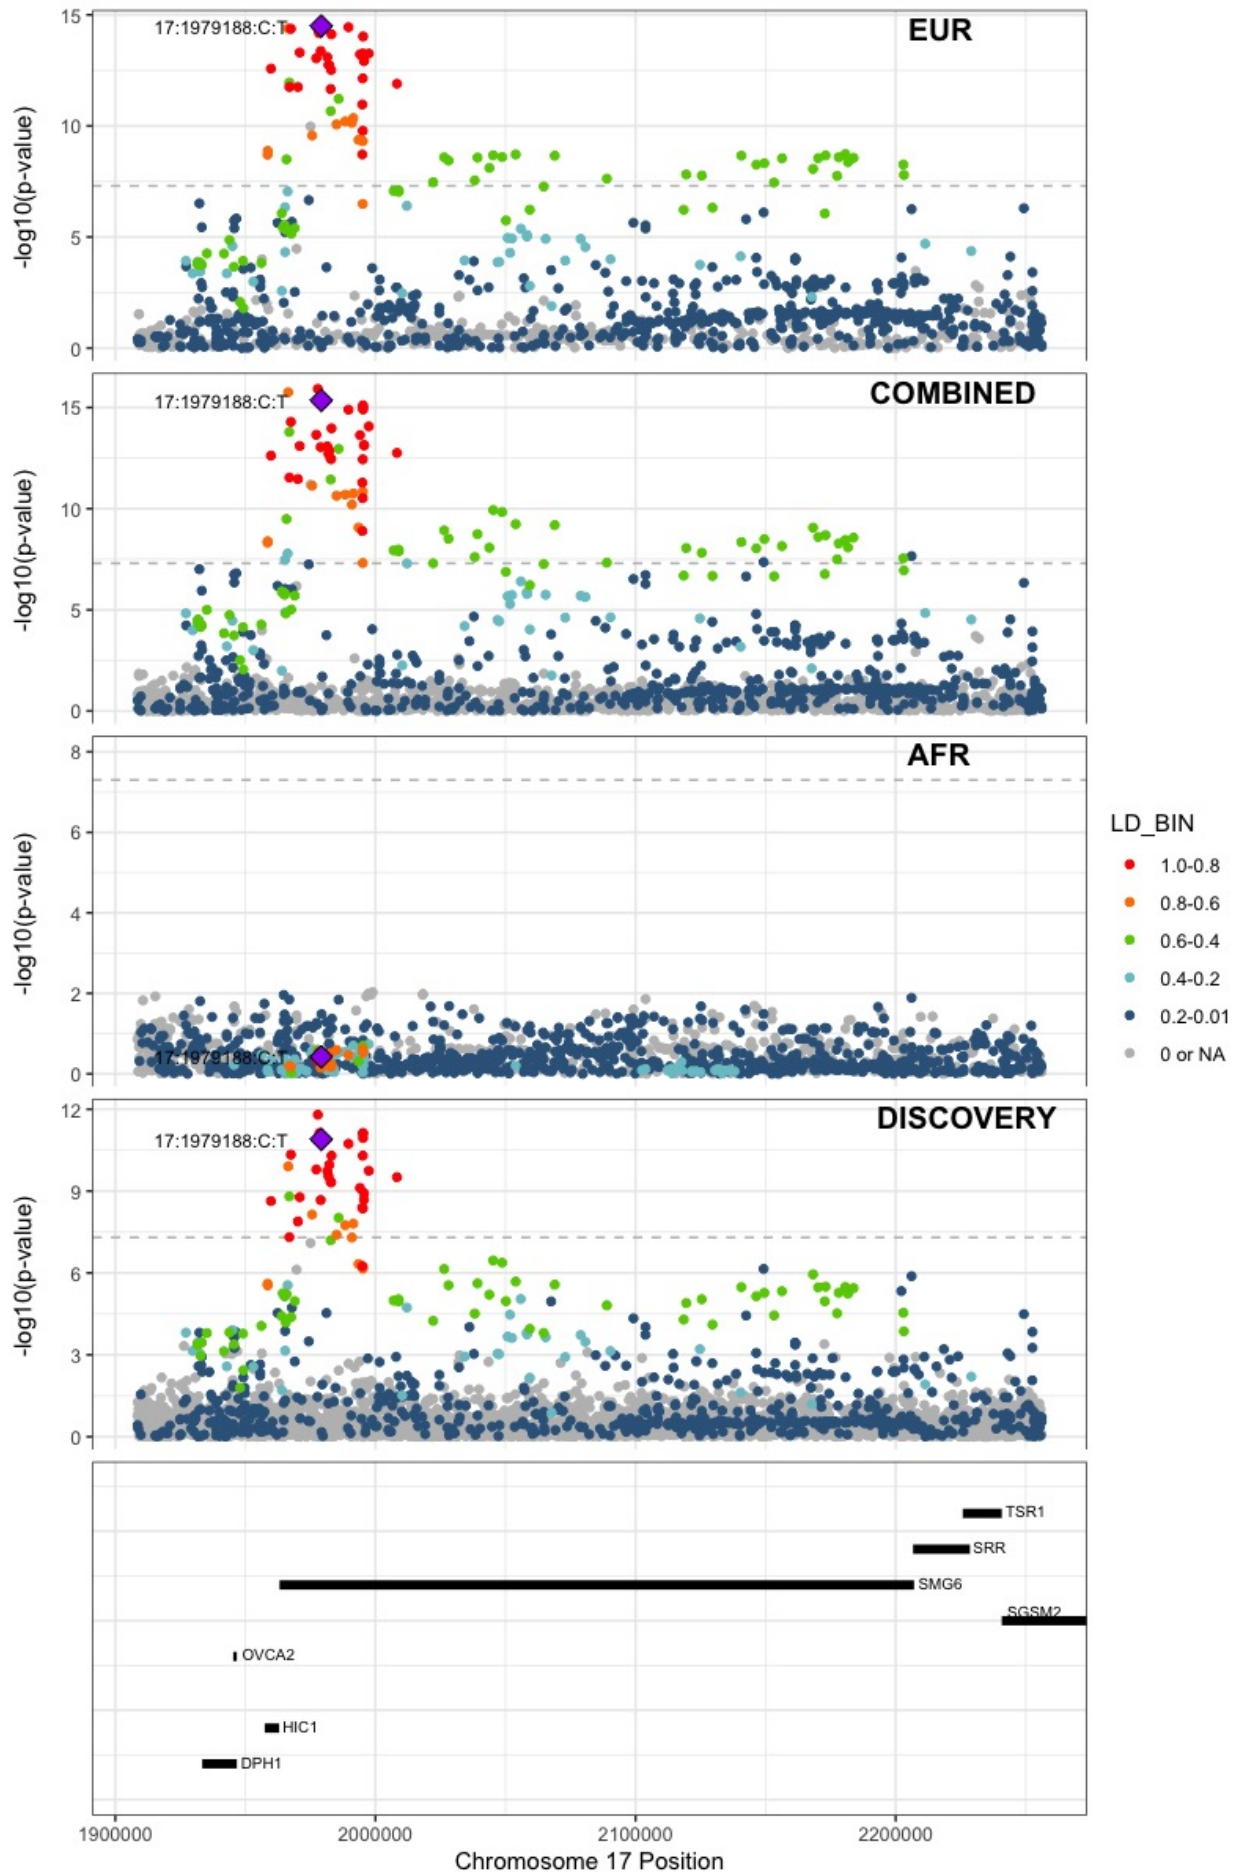 EUR
17:1979188:C:T
15
10
5
0
-log10(p-value)
COMBINED
17:1979188:C:T
15
10
5
0
-log10(p-value)
AFR
17:1979188:C:T
8
6
4
2
0
-log10(p-value)
LD_BIN
1.0-0.8
0.8-0.6
0.6-0.4
0.4-0.2
0.2-0.01
0 or NA
DISCOVERY
17:1979188:C:T
12
9
6
3
0
-log10(p-value)
TSR1
SRR
SMG6
SGSM2
OVCA2
HIC1
DPH1
1900000 2000000 2100000 2200000
Chromosome 17 Position